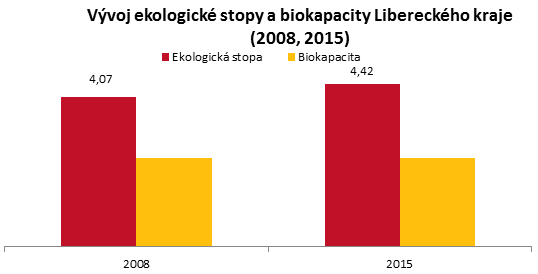 Vývoj ekologické stopy a biokapacity Libereckého kraje
(2008, 2015)
Ekologická stopa Biokapacita
4,07
4,42
2008 2015